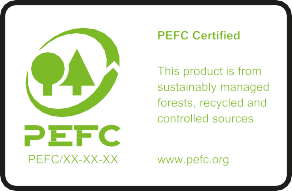 PEFC
PEFC/XX-XX-XX
PEFC Certified
This product is from
sustainably managed
forests, recycled and
controlled sources
www.pefc.org